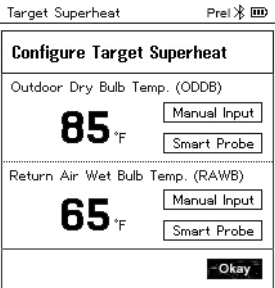 Target Superheat Prel
Configure Target Superheat
Outdoor Dry Bulb Temp. (ODDB)
85 °F
Manual Input
Smart Probe
Return Air Wet Bulb Temp. (RAWB)
65 °F
Manual Input
Smart Probe
Okay